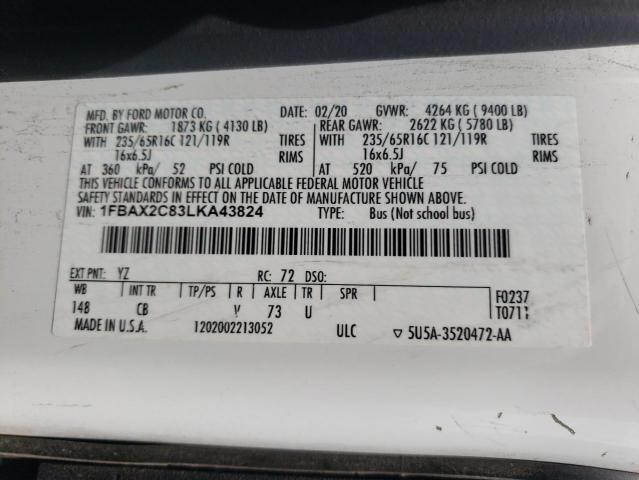 MFD. BY FORD MOTOR CO. DATE: 02/20 GVWR: 4264 KG ( 9400 LB)
FRONT GAWR: 1873 KG ( 4130 LB) REAR GAWR: 2622 KG ( 5780 LB)
WITH 235/65R16C 121/119R TIRES WITH 235/65R16C 121/119R TIRES
16x6.5J RIMS 16x6.5J RIMS
AT 360 kPa/ 52 PSI COLD AT 520 kPa/ 75 PSI COLD
THIS VEHICLE CONFORMS TO ALL APPLICABLE FEDERAL MOTOR VEHICLE
SAFETY STANDARDS IN EFFECT ON THE DATE OF MANUFACTURE SHOWN ABOVE.
VIN: 1FBAX2C83LKA43824 TYPE: Bus (Not school bus)
EXT PNT: YZ RC: 72 DSO:
WB INT TR TP/PS R AXLE TR SPR F0237
148 CB V 73 U T0711
MADE IN U.S.A. 1202002213052 ULC ▽ 5U5A-3520472-AA